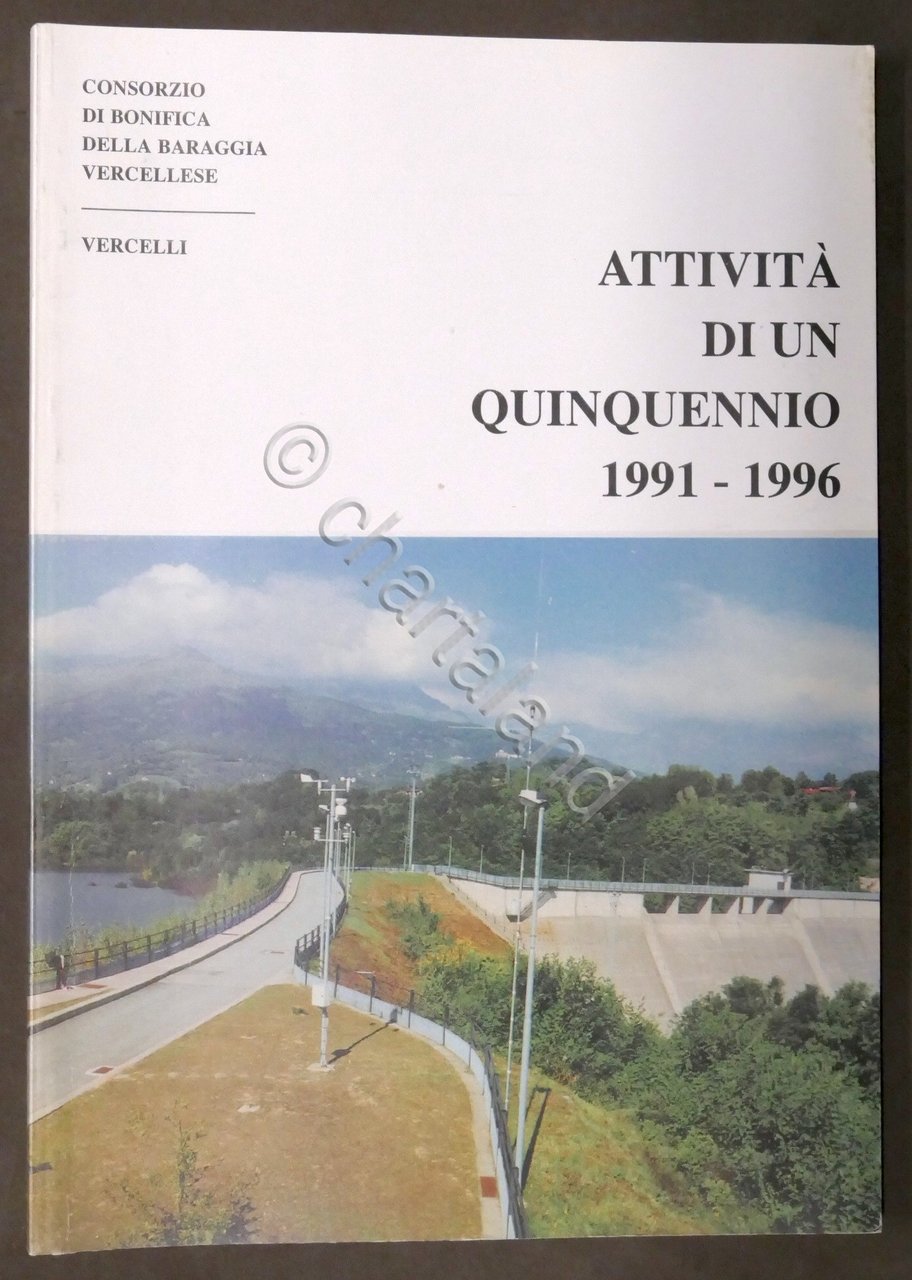 CONSORZIO
DI BONIFICA
DELLA BARAGGIA
VERCELLESE
VERCELLI
ATTIVITÀ
DI UN
QUINQUENNIO
1991 - 1996
© chartaland